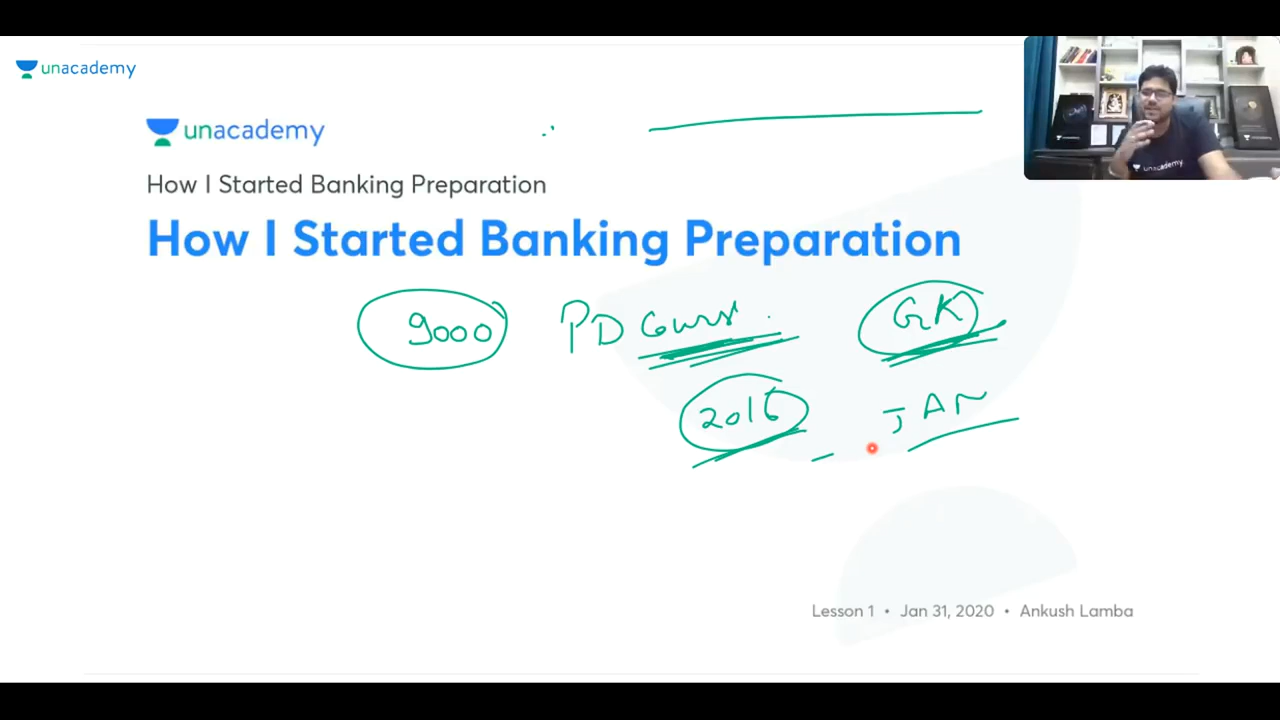 unacademy
unacademy
How I Started Banking Preparation
How I Started Banking Preparation
9000 PD GK
2016 JAN
Lesson 1 • Jan 31, 2020 • Ankush Lamba
unacademy